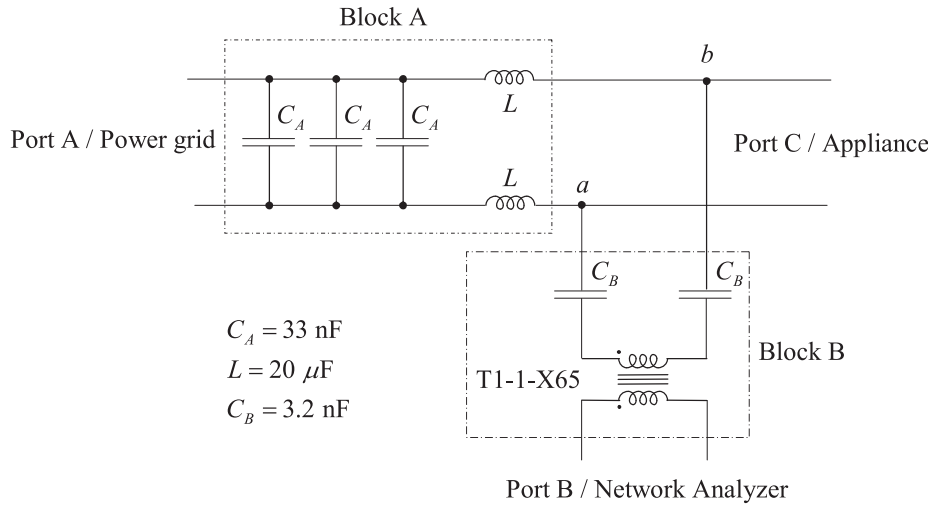 Block A
C_A C_A C_A
L
b
Port A / Power grid
Port C / Appliance
L
a
C_B C_B
C_A = 33 nF
L = 20 μF
C_B = 3.2 nF
T1-1-X65
Block B
Port B / Network Analyzer